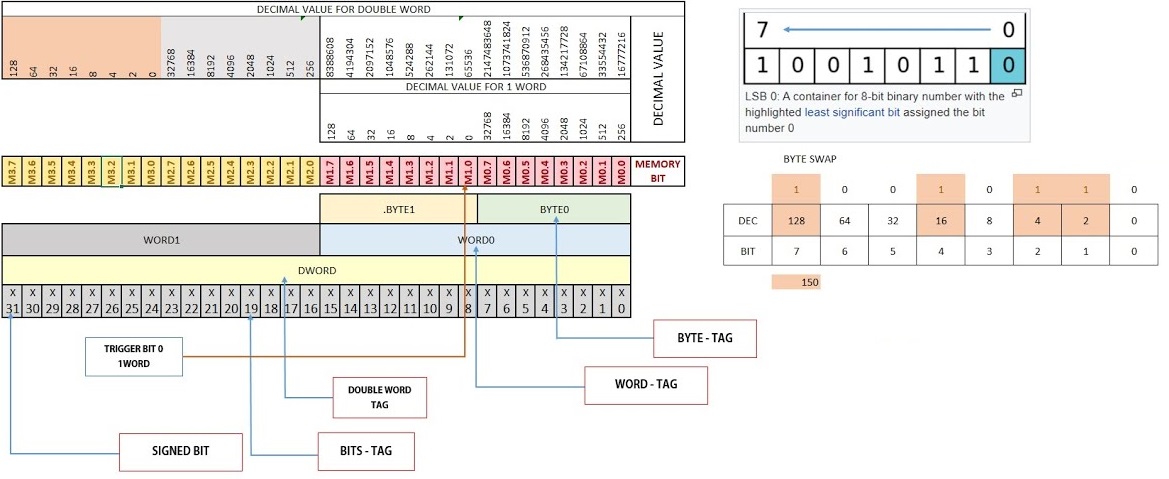 DECIMAL VALUE FOR DOUBLE WORD
128 64 32 16 8 4 2 0 32768 16384 8192 4096 2048 1024 512 256 8388608 4194304 2097152 1048576 524288 262144 131072 65536 2147483648 1073741824 536870912 268435456 134217728 67108864 33554432 16777216
DECIMAL VALUE
DECIMAL VALUE FOR 1 WORD
128 64 32 16 8 4 2 0 32768 16384 8192 4096 2048 1024 512 256
M3.7 M3.6 M3.5 M3.4 M3.3 M3.2 M3.1 M3.0 M2.7 M2.6 M2.5 M2.4 M2.3 M2.2 M2.1 M2.0 M1.7 M1.6 M1.5 M1.4 M1.3 M1.2 M1.1 M1.0 M0.7 M0.6 M0.5 M0.4 M0.3 M0.2 M0.1 M0.0
MEMORY
BIT
.BYTE1 BYTE0
WORD1 WORD0
DWORD
X X X X X X X X X X X X X X X X X X X X X X X X X X X X X X X X
31 30 29 28 27 26 25 24 23 22 21 20 19 18 17 16 15 14 13 12 11 10 9 8 7 6 5 4 3 2 1 0
TRIGGER BIT 0
1WORD
BYTE - TAG
WORD - TAG
DOUBLE WORD
TAG
SIGNED BIT
BITS - TAG
7 0
1 0 0 1 0 1 1 0
LSB 0: A container for 8-bit binary number with the
highlighted least significant bit assigned the bit
number 0
BYTE SWAP
1 0 0 1 0 1 1 0
DEC 128 64 32 16 8 4 2 0
BIT 7 6 5 4 3 2 1 0
150